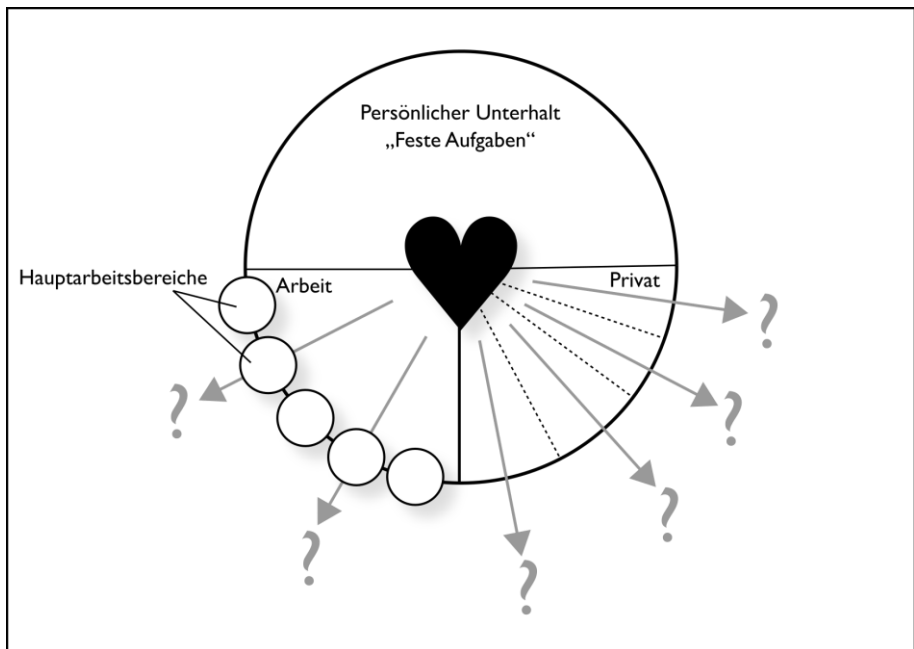 Persönlicher Unterhalt
„Feste Aufgaben“
Hauptarbeitsbereiche
Arbeit
Privat
?
?
?
?
?
?